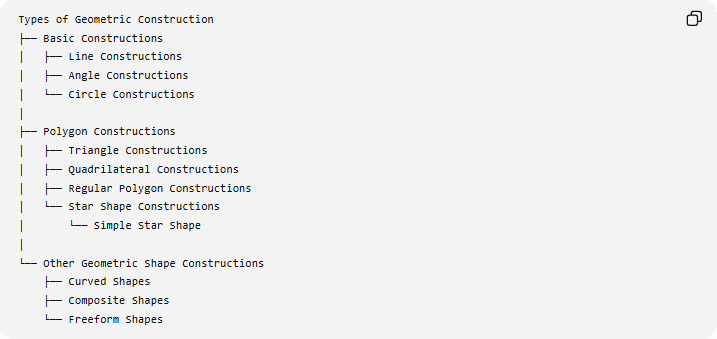 Types of Geometric Construction
├── Basic Constructions
│   ├── Line Constructions
│   ├── Angle Constructions
│   └── Circle Constructions
│
├── Polygon Constructions
│   ├── Triangle Constructions
│   ├── Quadrilateral Constructions
│   ├── Regular Polygon Constructions
│   └── Star Shape Constructions
│       └── Simple Star Shape
│
└── Other Geometric Shape Constructions
    ├── Curved Shapes
    ├── Composite Shapes
    └── Freeform Shapes